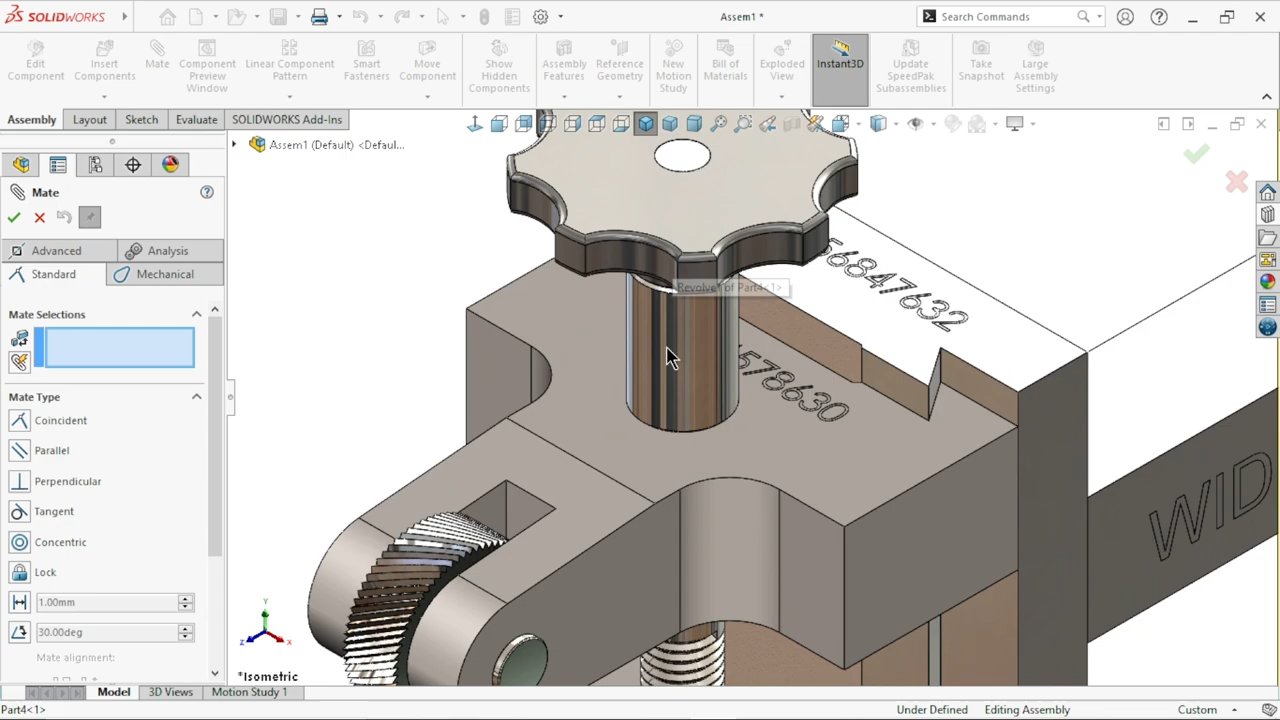 SOLIDWORKS
Assem1 *
Search Commands
Edit Component
Insert Components
Mate
Component Preview Window
Linear Component Pattern
Smart Fasteners
Move Component
Show Hidden Components
Assembly Features
Reference Geometry
New Motion Study
Bill of Materials
Exploded View
Instant3D
Update SpeedPak Subassemblies
Take Snapshot
Large Assembly Settings
Assembly
Layout
Sketch
Evaluate
SOLIDWORKS Add-Ins
Assem1 (Default) <Defaul...
Mate
Advanced
Analysis
Standard
Mechanical
Mate Selections
Mate Type
Coincident
Parallel
Perpendicular
Tangent
Concentric
Lock
1.00mm
30.00deg
Mate alignment:
56847632
578630
WID
Y
Z
X
*Isometric
Model
3D Views
Motion Study 1
Part4<1>
Under Defined
Editing Assembly
Custom